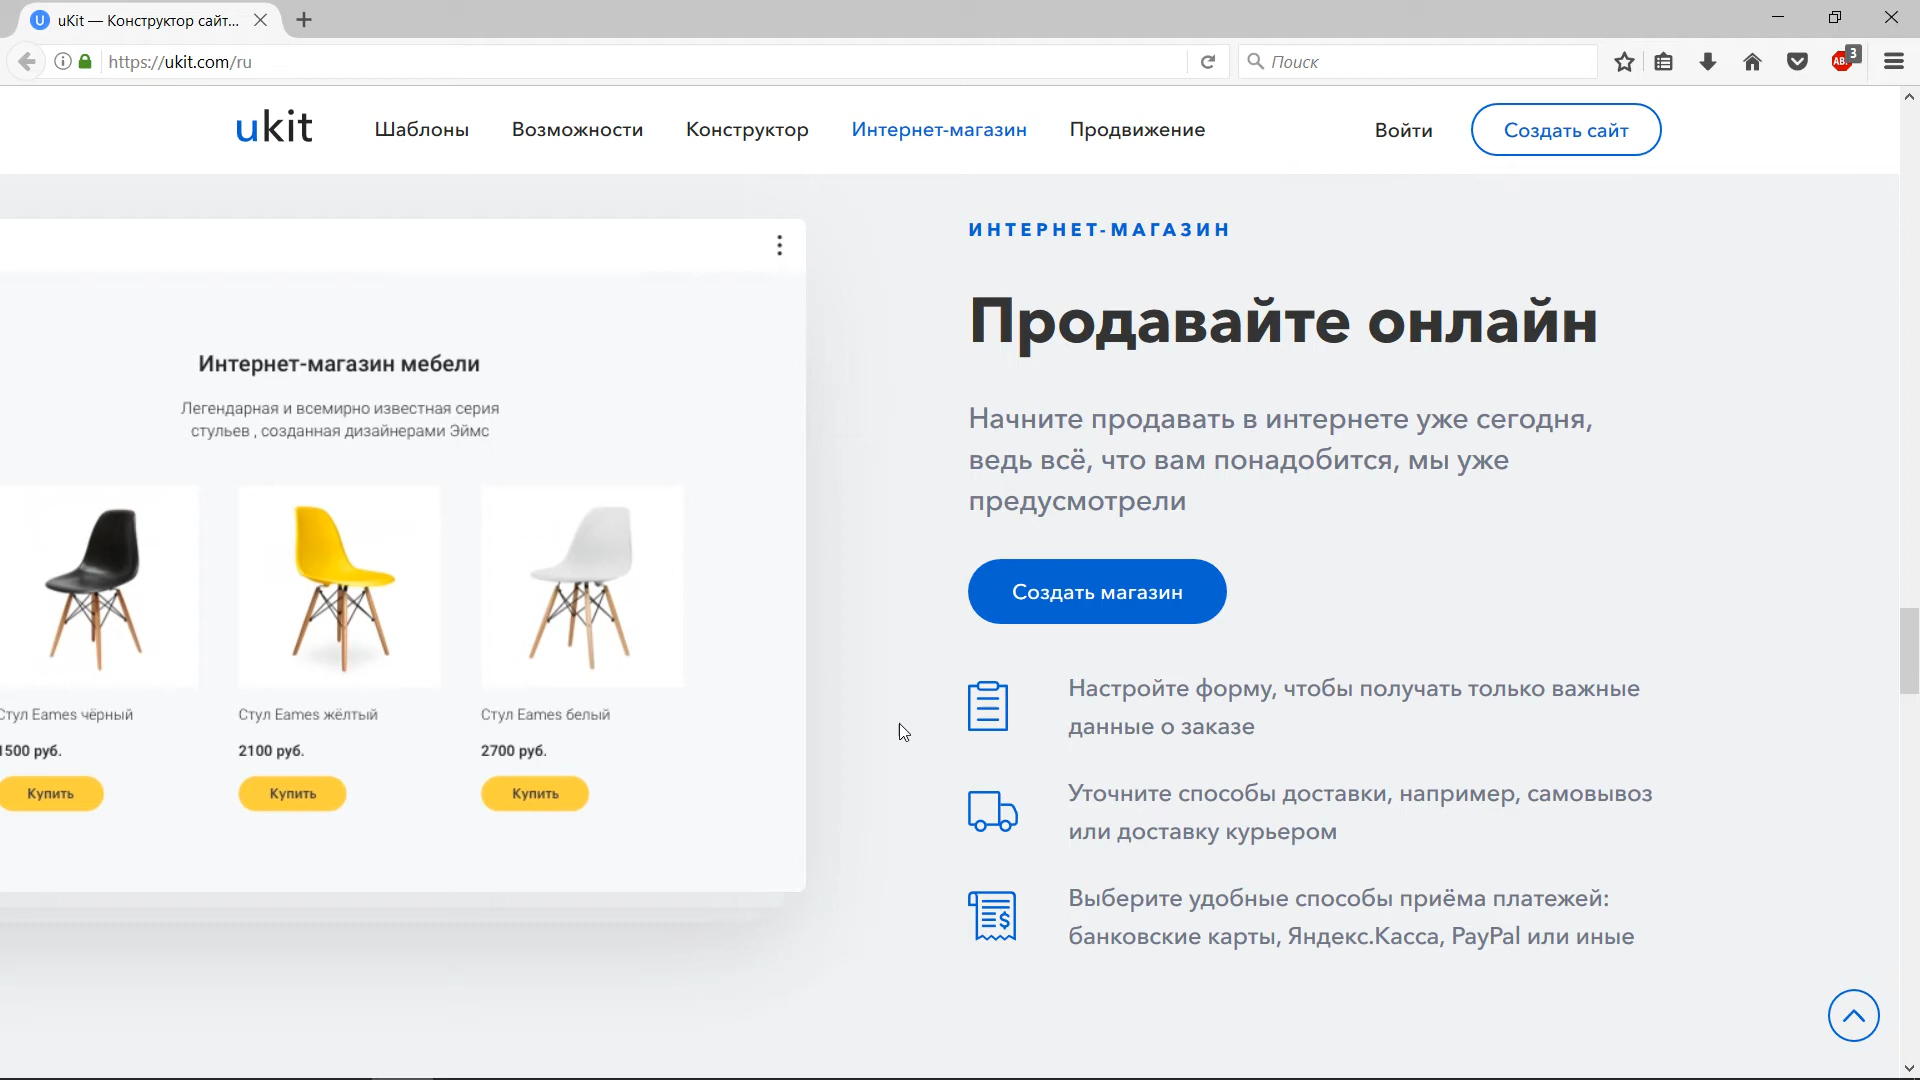 uKit — Конструктор сайт...
https://ukit.com/ru
Поиск
ABP
3
ukit
Шаблоны
Возможности
Конструктор
Интернет-магазин
Продвижение
Войти
Создать сайт
Интернет-магазин мебели
Легендарная и всемирно известная серия
стульев , созданная дизайнерами Эймс
Стул Eames чёрный
1500 руб.
Купить
Стул Eames жёлтый
2100 руб.
Купить
Стул Eames белый
2700 руб.
Купить
ИНТЕРНЕТ-МАГАЗИН
Продавайте онлайн
Начните продавать в интернете уже сегодня,
ведь всё, что вам понадобится, мы уже
предусмотрели
Создать магазин
Настройте форму, чтобы получать только важные
данные о заказе
Уточните способы доставки, например, самовывоз
или доставку курьером
Выберите удобные способы приёма платежей:
банковские карты, Яндекс.Касса, PayPal или иные